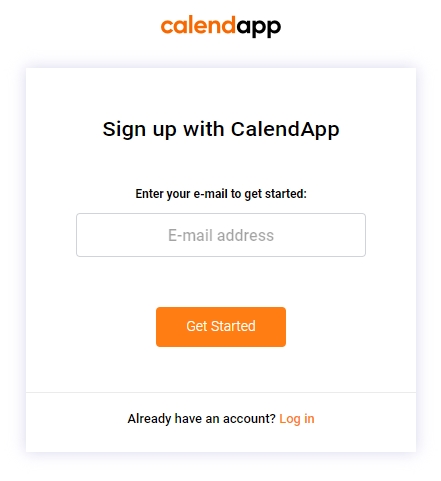 calendapp
Sign up with CalendApp
Enter your e-mail to get started:
E-mail address
Get Started
Already have an account? Log in